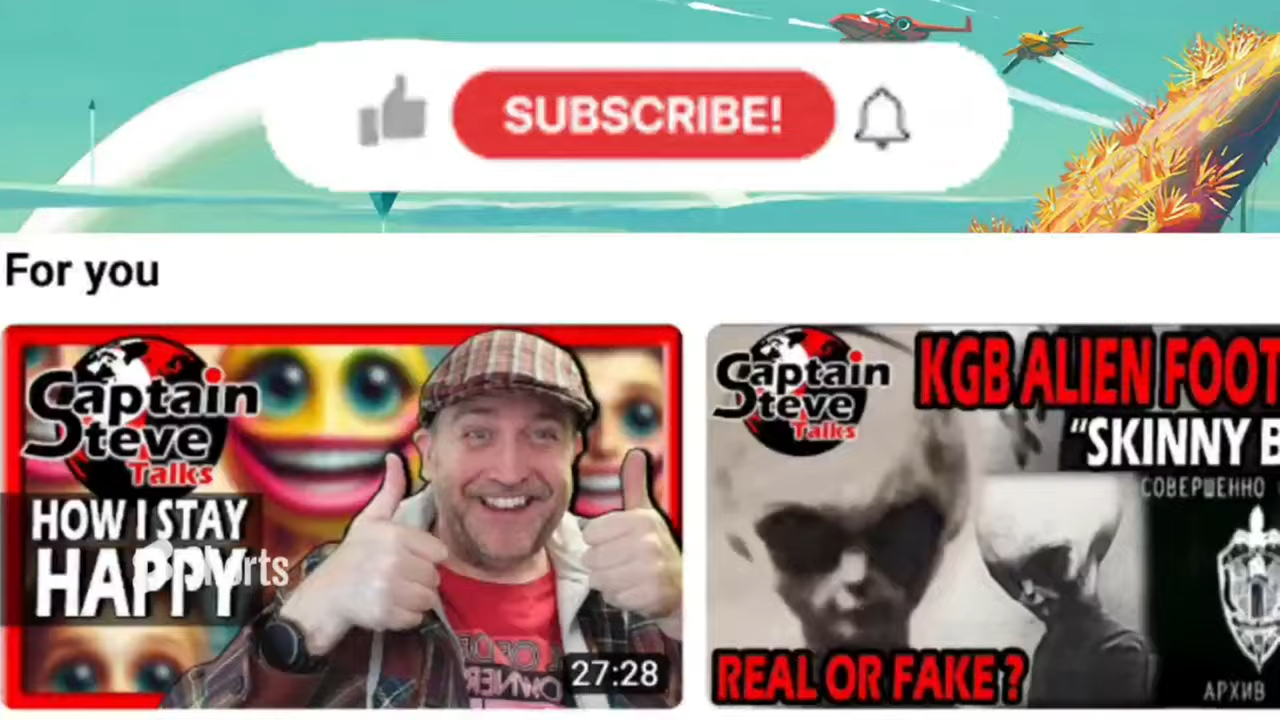 SUBSCRIBE!
For you
Captain
Steve
Talks
HOW I STAY
HAPPY
Shorts
27:28
Captain
Steve
Talks
KGB ALIEN FOOT
"SKINNY B
СОВЕРШЕННО
REAL OR FAKE?
АРХИВ